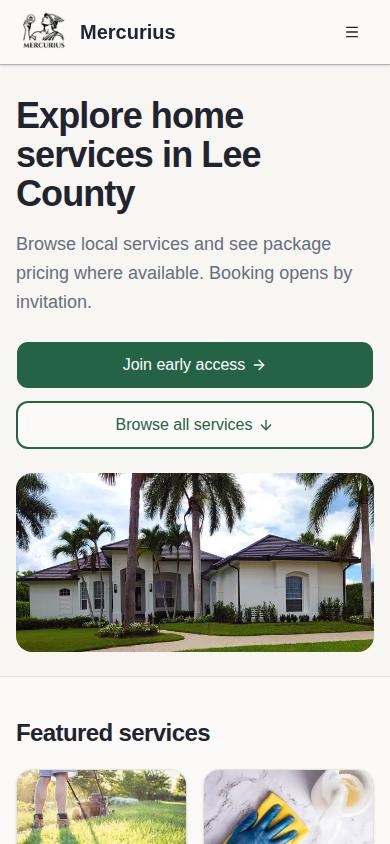 MERCURIUS
Mercurius
Explore home
services in Lee
County
Browse local services and see package
pricing where available. Booking opens by
invitation.
Join early access →
Browse all services ↓
Featured services